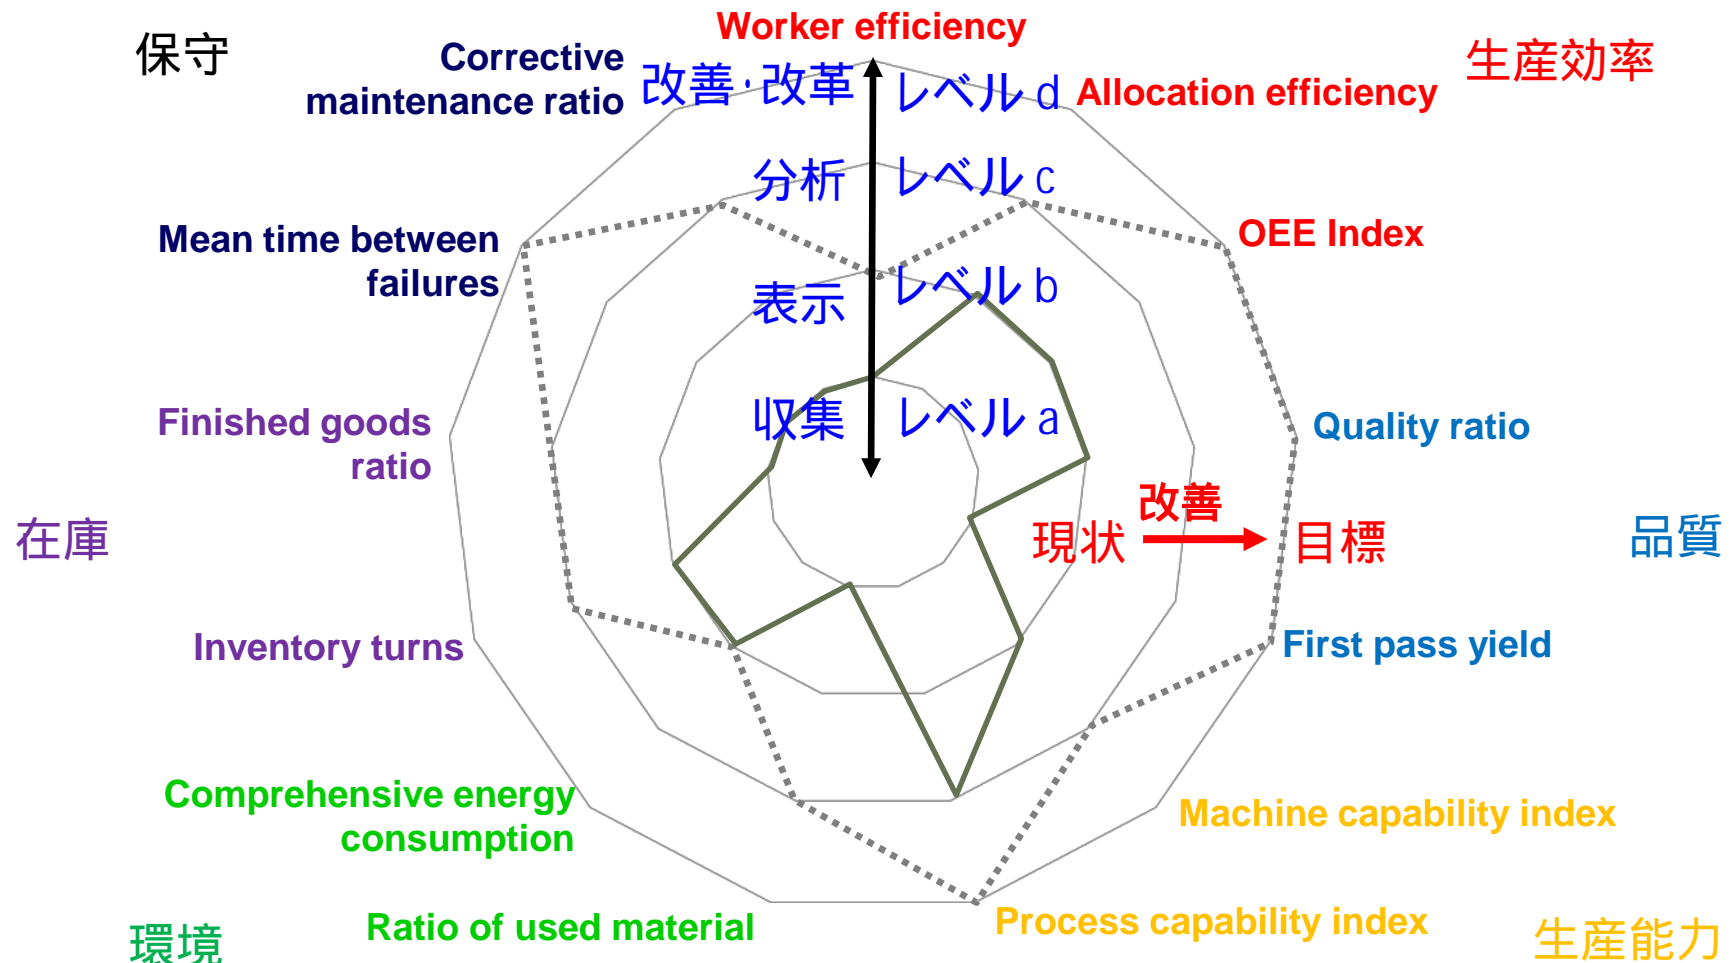 Worker efficiency
保守
Corrective
maintenance ratio
改善･改革
レベル d
Allocation efficiency
生産効率
分析
レベル c
Mean time between
failures
OEE Index
表示
レベル b
収集
レベル a
Finished goods
ratio
Quality ratio
在庫
現状
改善
目標
品質
Inventory turns
First pass yield
Comprehensive energy
consumption
Machine capability index
環境
Ratio of used material
Process capability index
生産能力